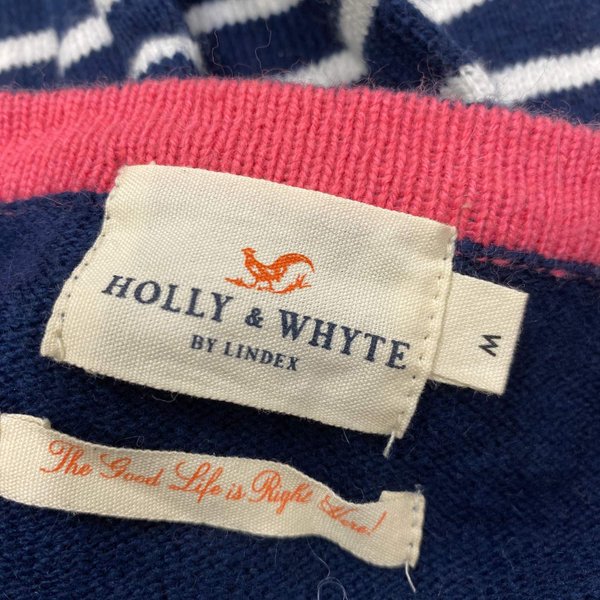 HOLLY & WHYTE
BY LINDEX
M
The Good Life is Right Here!